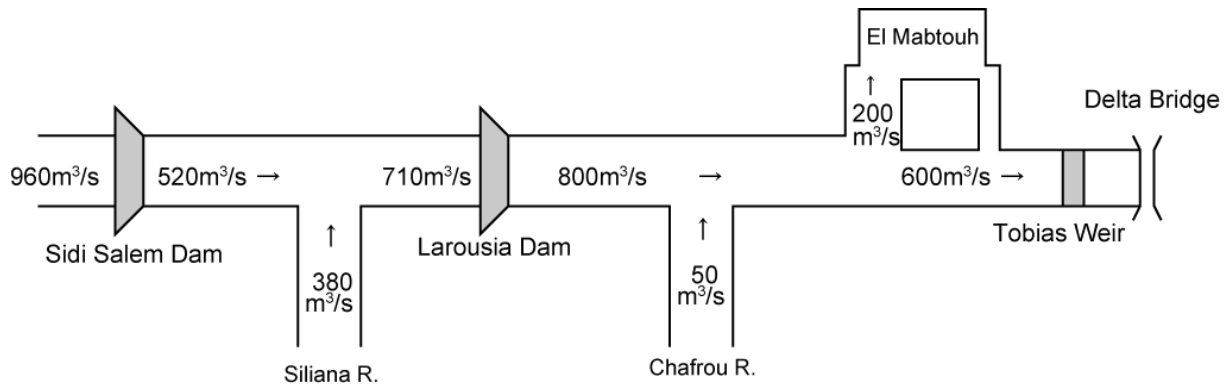 El Mabtouh
Delta Bridge
↑
200
m³/s
960m³/s
520m³/s →
710m³/s
800m³/s
→
600m³/s →
Sidi Salem Dam
↑
380
m³/s
Larousia Dam
↑
50
m³/s
Tobias Weir
Siliana R.
Chafrou R.